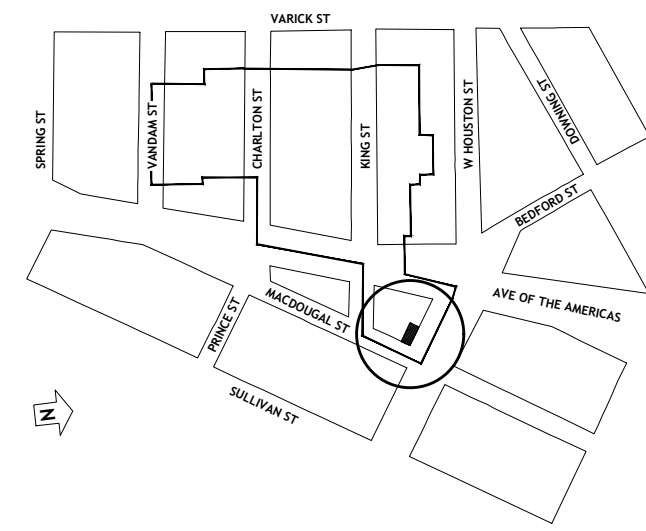 VARICK ST
SPRING ST
VANDAM ST
CHARLTON ST
KING ST
W HOUSTON ST
DOWNING ST
BEDFORD ST
AVE OF THE AMERICAS
MACDOUGAL ST
PRINCE ST
SULLIVAN ST
N